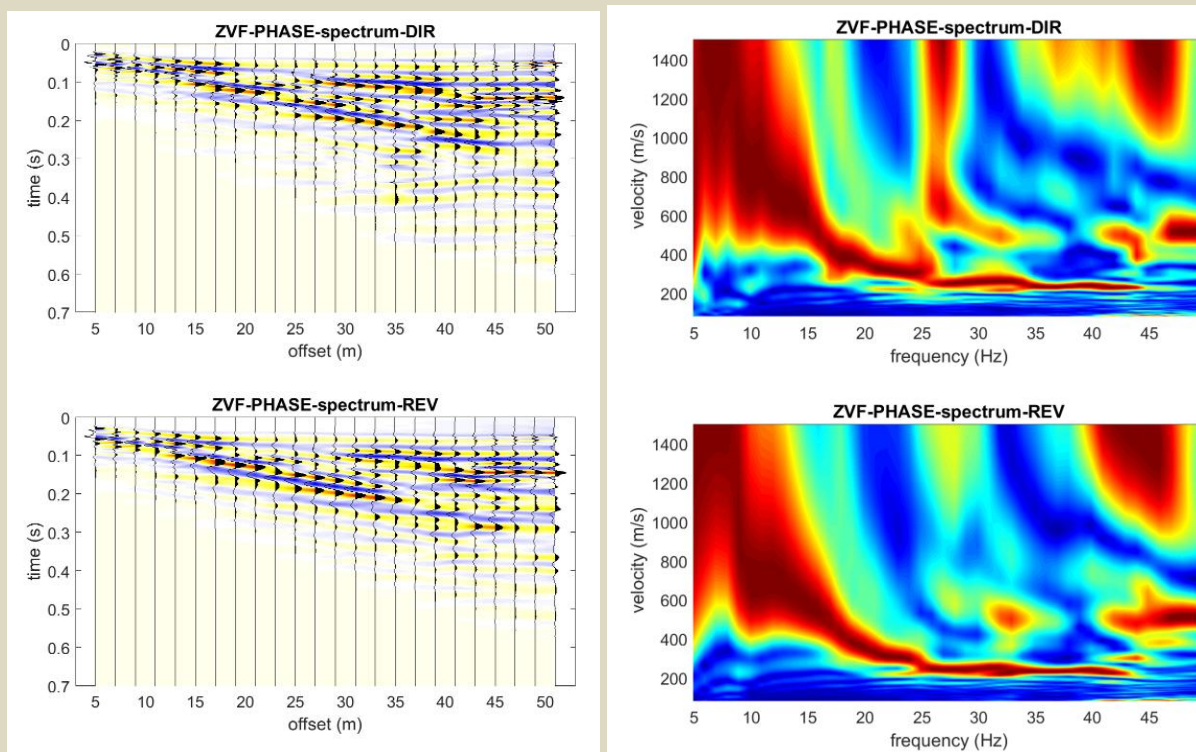 ZVF-PHASE-spectrum-DIR
0
0.1
0.2
0.3
0.4
0.5
0.6
0.7
time (s)
5 10 15 20 25 30 35 40 45 50
offset (m)
ZVF-PHASE-spectrum-REV
0
0.1
0.2
0.3
0.4
0.5
0.6
0.7
time (s)
5 10 15 20 25 30 35 40 45 50
offset (m)
ZVF-PHASE-spectrum-DIR
1400
1200
1000
800
600
400
200
velocity (m/s)
5 10 15 20 25 30 35 40 45
frequency (Hz)
ZVF-PHASE-spectrum-REV
1400
1200
1000
800
600
400
200
velocity (m/s)
5 10 15 20 25 30 35 40 45
frequency (Hz)